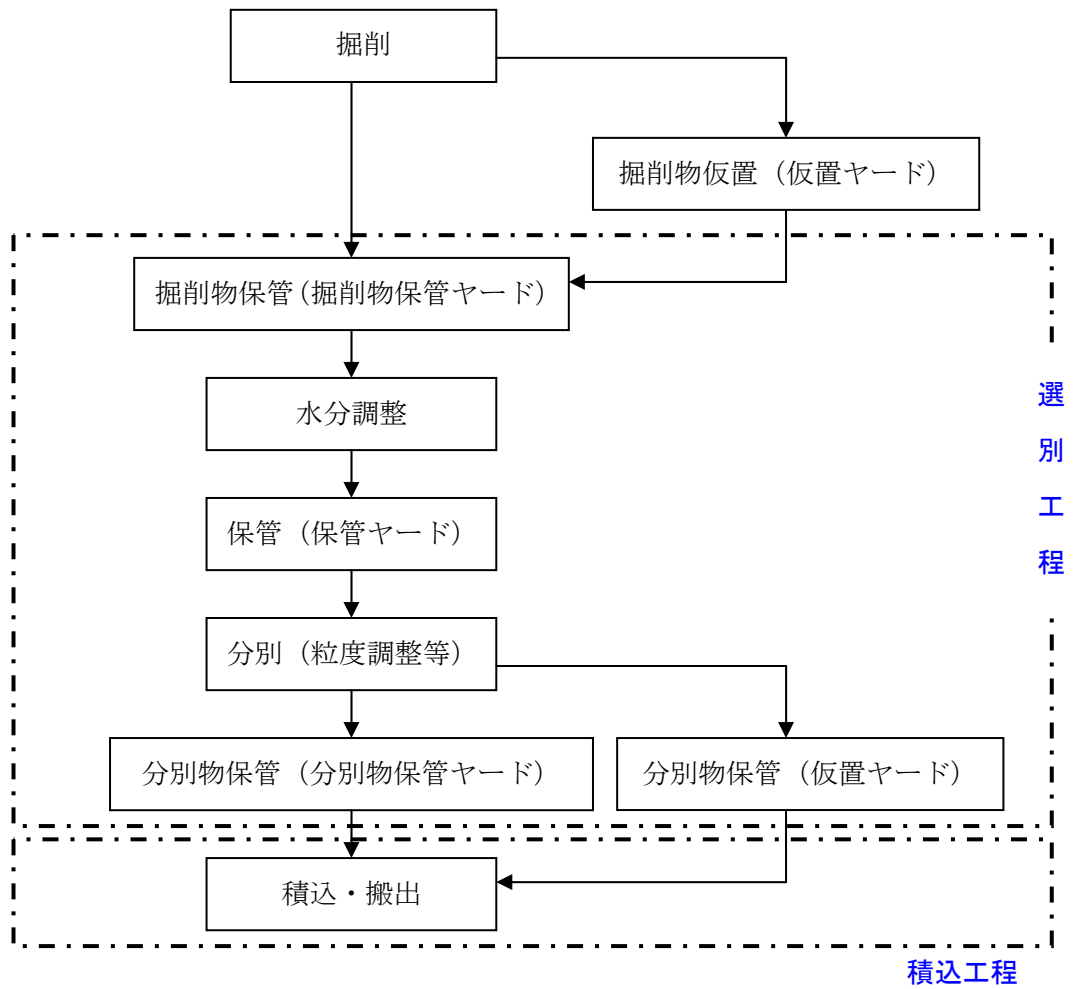 掘削
掘削物仮置（仮置ヤード）
掘削物保管（掘削物保管ヤード）
水分調整
保管（保管ヤード）
分別（粒度調整等）
分別物保管（分別物保管ヤード）
分別物保管（仮置ヤード）
選別工程
積込・搬出
積込工程